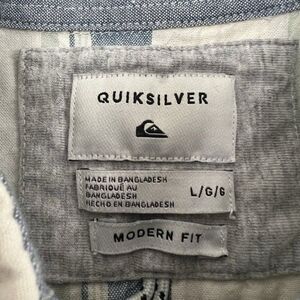 QUIKSILVER
MADE IN BANGLADESH
FABRIQUÉ AU
BANGLADESH
HECHO EN BANGLADESH
L/G/G
MODERN FIT